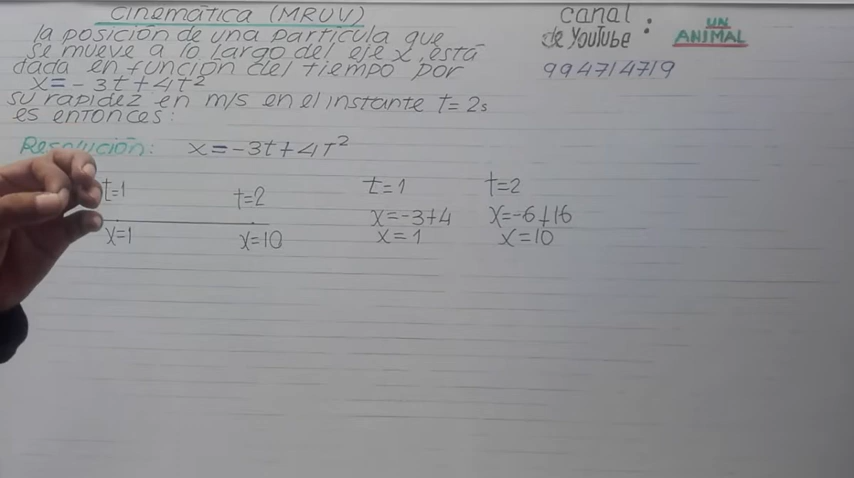 CINEMÁTICA (MRUV)
la posición de una partícula que
se mueve a lo largo del eje x, está
dada en función del tiempo por
x = -3t + 4t²
su rapidez en m/s en el instante t = 2s
es entonces:
canal :
de YouTube
UN
ANIMAL
994714719
Resolución: x = -3t + 4t²
t=1 t=2 t=1 t=2
x=-3+4 x=-6+16
x=1 x=10 x=1 x=10